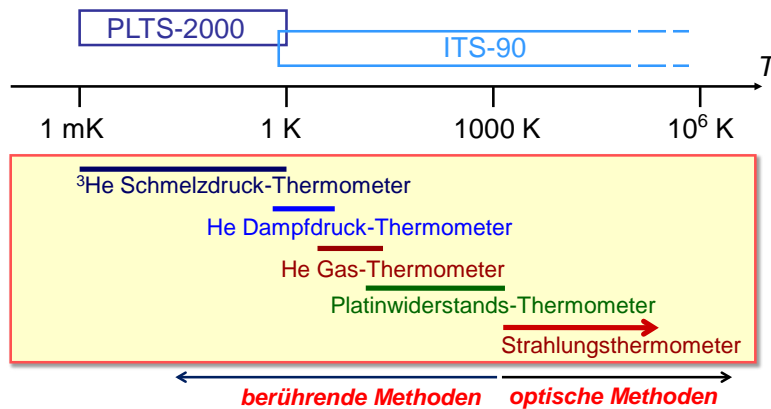 PLTS-2000
ITS-90
T
1 mK 1 K 1000 K 10⁶ K
³He Schmelzdruck-Thermometer
He Dampfdruck-Thermometer
He Gas-Thermometer
Platinwiderstands-Thermometer
Strahlungsthermometer
berührende Methoden optische Methoden